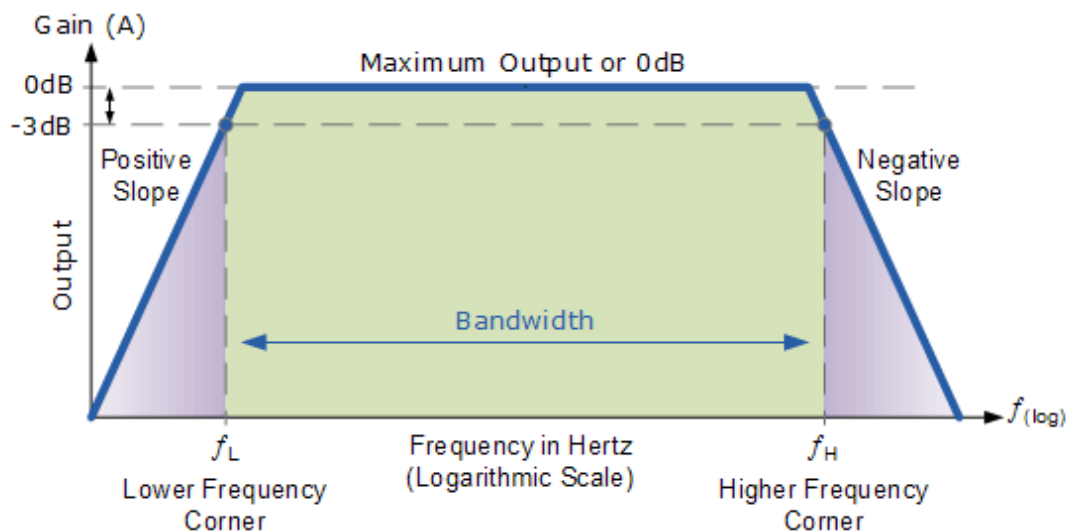 Gain (A)
Maximum Output or 0dB
0dB
-3dB
Positive
Slope
Negative
Slope
Output
Bandwidth
f(log)
fL
Frequency in Hertz
(Logarithmic Scale)
fH
Lower Frequency
Corner
Higher Frequency
Corner